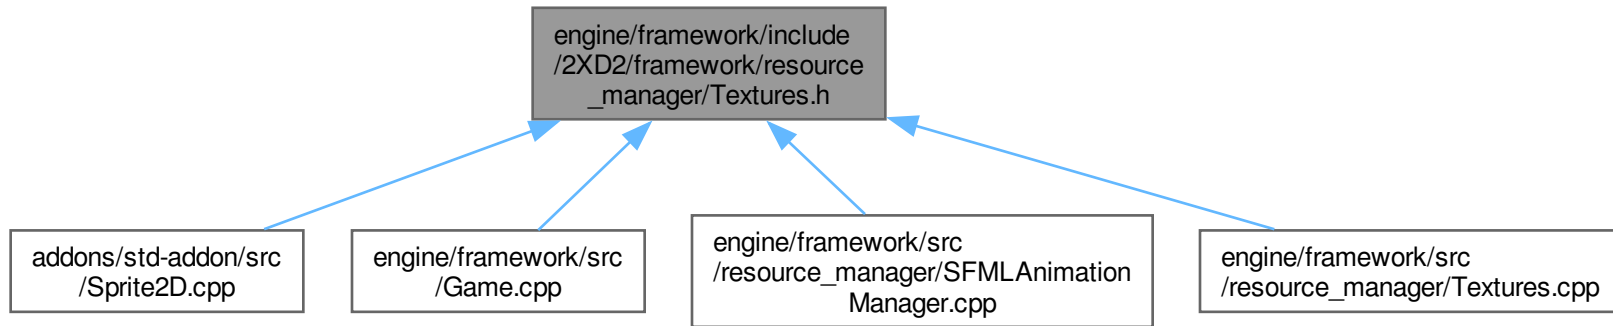 engine/framework/include
/2XD2/framework/resource
_manager/Textures.h
addons/std-addon/src
/Sprite2D.cpp
engine/framework/src
/Game.cpp
engine/framework/src
/resource_manager/SFMLAnimation
Manager.cpp
engine/framework/src
/resource_manager/Textures.cpp